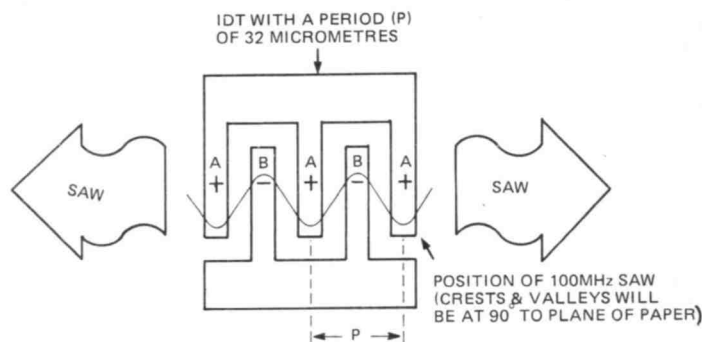 IDT WITH A PERIOD (P)
OF 32 MICROMETRES
A B A B A
+ − + − +
SAW
SAW
POSITION OF 100MHz SAW
(CRESTS & VALLEYS WILL
BE AT 90° TO PLANE OF PAPER)
P